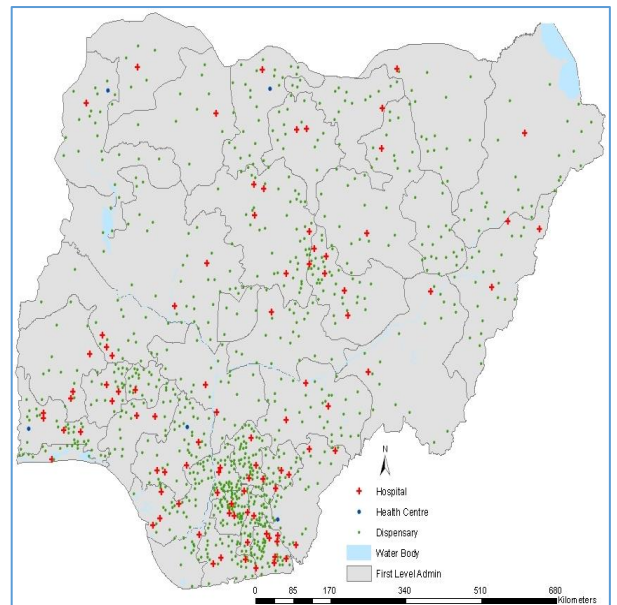 N
Hospital
Health Centre
Dispensary
Water Body
First Level Admin
0 85 170 340 510 680
Kilometers